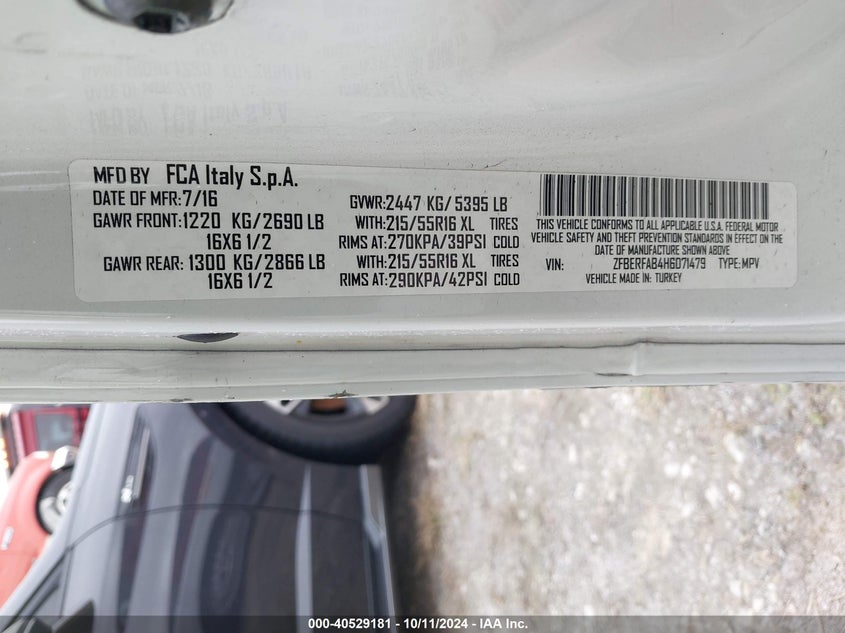 MFD BY FCA Italy S.p.A.
DATE OF MFR: 7/16
GAWR FRONT: 1220 KG/2690 LB
16X6 1/2
GAWR REAR: 1300 KG/2866 LB
16X6 1/2
GVWR: 2447 KG/ 5395 LB
WITH: 215/55R16 XL TIRES
RIMS AT: 270KPA/39PSI COLD
WITH: 215/55R16 XL TIRES
RIMS AT: 290KPA/42PSI COLD
THIS VEHICLE CONFORMS TO ALL APPLICABLE U.S.A. FEDERAL MOTOR
VEHICLE SAFETY AND THEFT PREVENTION STANDARDS IN EFFECT ON THE
DATE OF MANUFACTURE SHOWN ABOVE
VIN: ZFBERFAB4H6D71479 TYPE: MPV
VEHICLE MADE IN: TURKEY
000-40529181 - 10/11/2024 - IAA Inc.